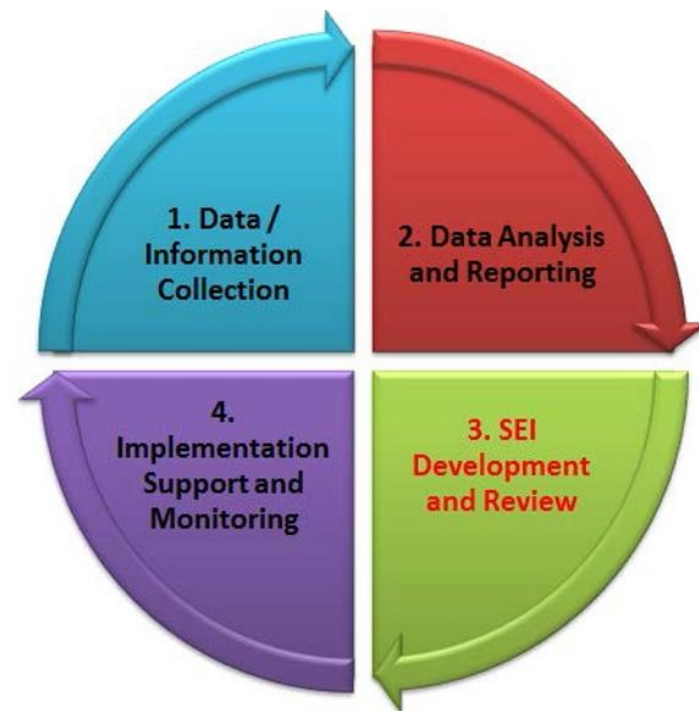 1. Data /
Information
Collection
2. Data Analysis
and Reporting
3. SEI
Development
and Review
4.
Implementation
Support and
Monitoring